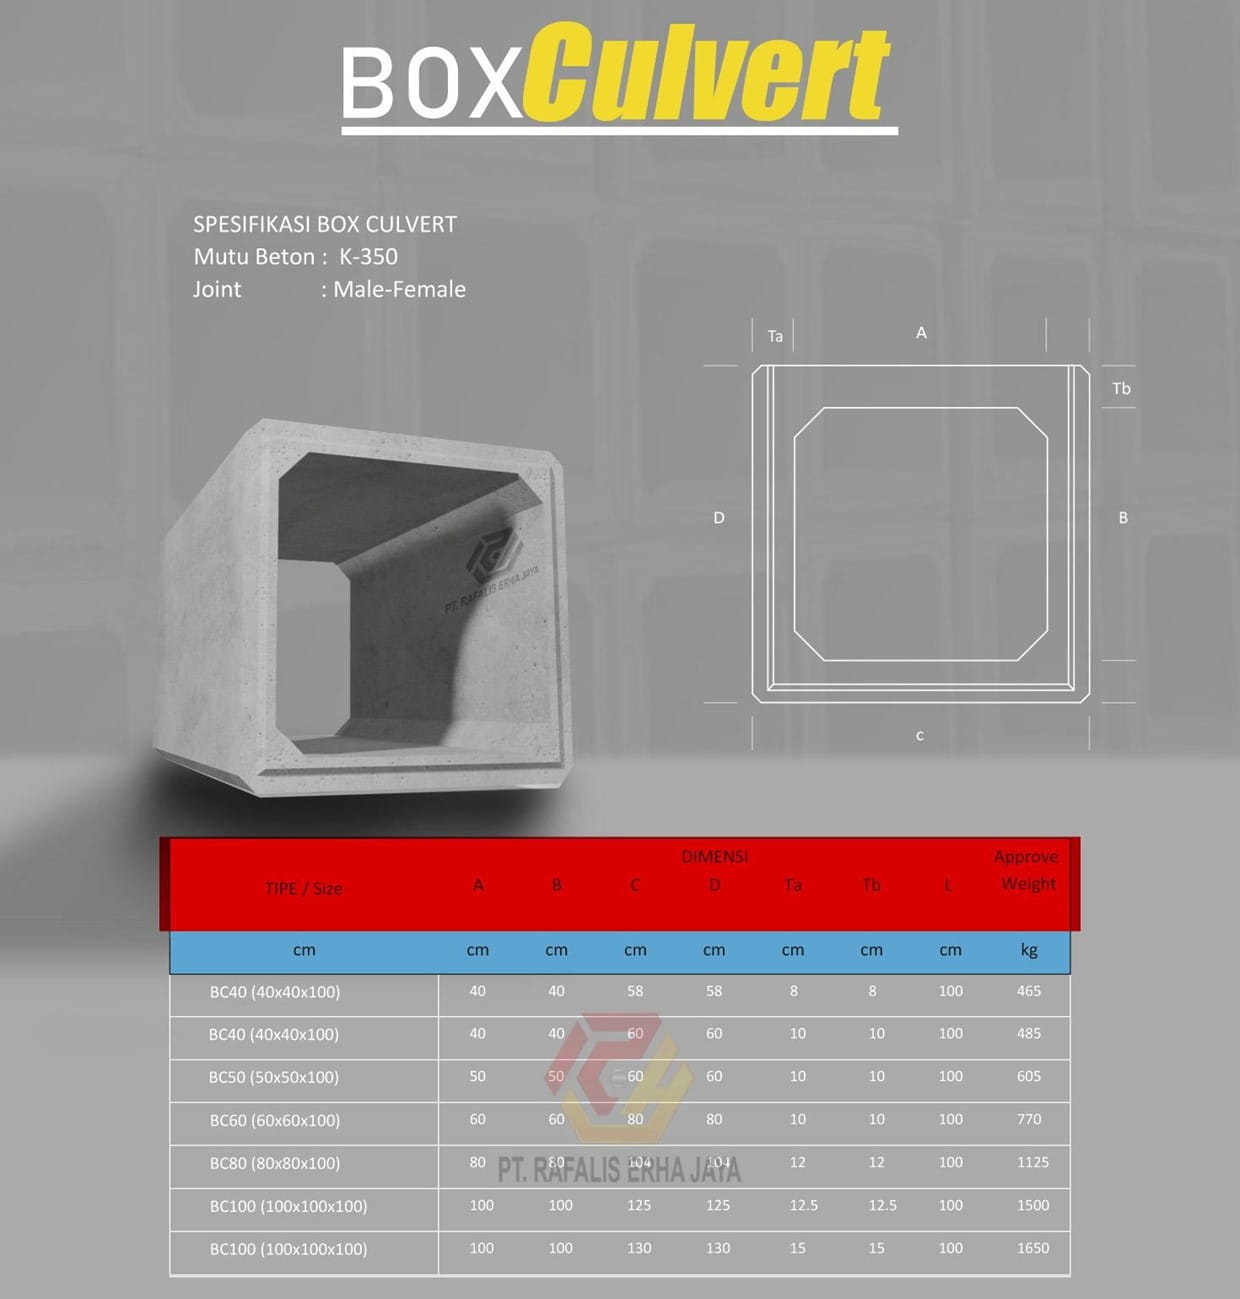 BOXCulvert
SPESIFIKASI BOX CULVERT
Mutu Beton : K-350
Joint : Male-Female
Ta A
Tb
D B
c
PT. RAFALIS ERHA JAYA
DIMENSI Approve
TIPE / Size A B C D Ta Tb L Weight
cm cm cm cm cm cm cm cm kg
BC40 (40x40x100) 40 40 58 58 8 8 100 465
BC40 (40x40x100) 40 40 60 60 10 10 100 485
BC50 (50x50x100) 50 50 60 60 10 10 100 605
BC60 (60x60x100) 60 60 80 80 10 10 100 770
BC80 (80x80x100) 80 80 104 104 12 12 100 1125
PT. RAFALIS ERHA JAYA
BC100 (100x100x100) 100 100 125 125 12.5 12.5 100 1500
BC100 (100x100x100) 100 100 130 130 15 15 100 1650